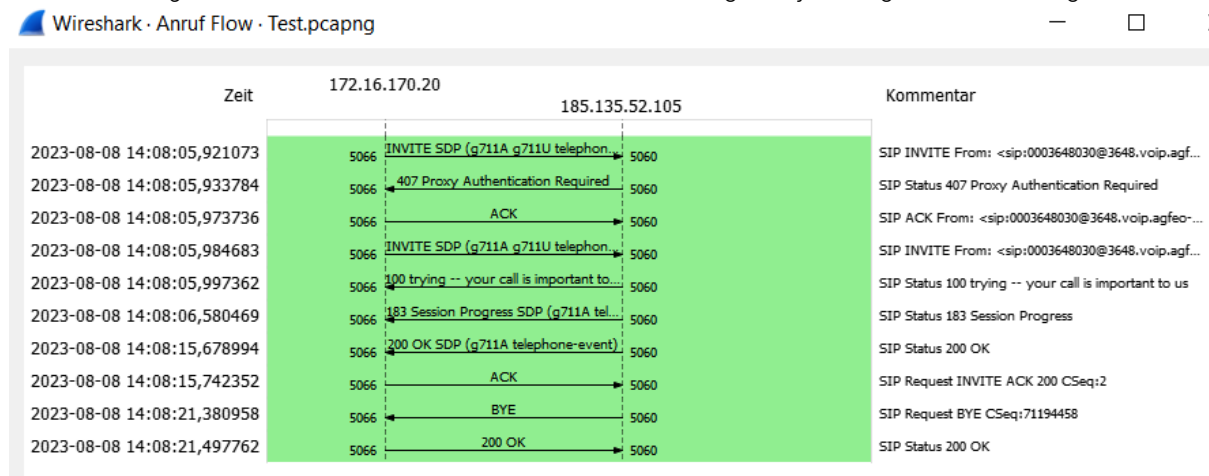 Wireshark · Anruf Flow · Test.pcapng
Zeit 172.16.170.20 185.135.52.105 Kommentar
2023-08-08 14:08:05,921073 5066 INVITE SDP (g711A g711U telephon... 5060 SIP INVITE From: <sip:0003648030@3648.voip.agf...
2023-08-08 14:08:05,933784 5066 407 Proxy Authentication Required 5060 SIP Status 407 Proxy Authentication Required
2023-08-08 14:08:05,973736 5066 ACK 5060 SIP ACK From: <sip:0003648030@3648.voip.agfeo-...
2023-08-08 14:08:05,984683 5066 INVITE SDP (g711A g711U telephon... 5060 SIP INVITE From: <sip:0003648030@3648.voip.agf...
2023-08-08 14:08:05,997362 5066 100 trying -- your call is important to... 5060 SIP Status 100 trying -- your call is important to us
2023-08-08 14:08:06,580469 5066 183 Session Progress SDP (g711A tel... 5060 SIP Status 183 Session Progress
2023-08-08 14:08:15,678994 5066 200 OK SDP (g711A telephone-event) 5060 SIP Status 200 OK
2023-08-08 14:08:15,742352 5066 ACK 5060 SIP Request INVITE ACK 200 CSeq:2
2023-08-08 14:08:21,380958 5066 BYE 5060 SIP Request BYE CSeq:71194458
2023-08-08 14:08:21,497762 5066 200 OK 5060 SIP Status 200 OK